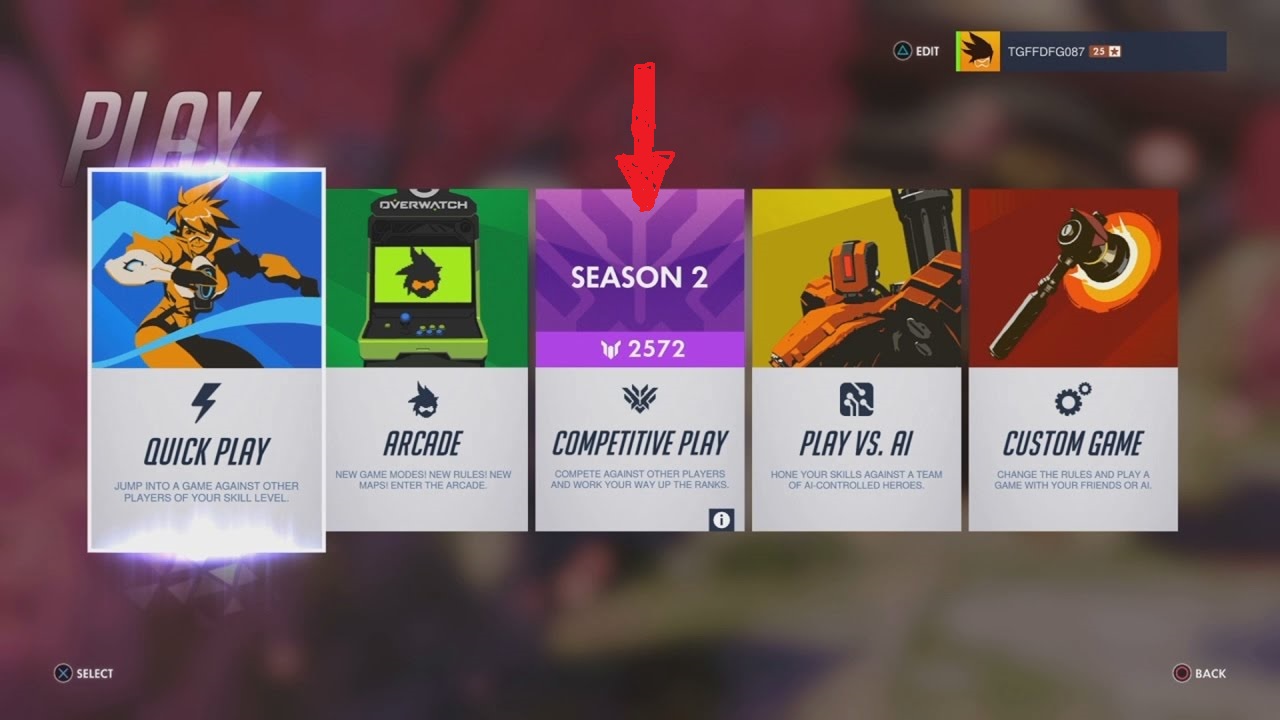 EDIT
TGFFDFG087 25
PLAY
OVERWATCH
SEASON 2
2572
QUICK PLAY
JUMP INTO A GAME AGAINST OTHER
PLAYERS OF YOUR SKILL LEVEL.
ARCADE
NEW GAME MODES! NEW RULES! NEW
MAPS! ENTER THE ARCADE.
COMPETITIVE PLAY
COMPETE AGAINST OTHER PLAYERS
AND WORK YOUR WAY UP THE RANKS.
i
PLAY VS. AI
HONE YOUR SKILLS AGAINST A TEAM
OF AI-CONTROLLED HEROES.
CUSTOM GAME
CHANGE THE RULES AND PLAY A
GAME WITH YOUR FRIENDS OR AI.
SELECT
BACK